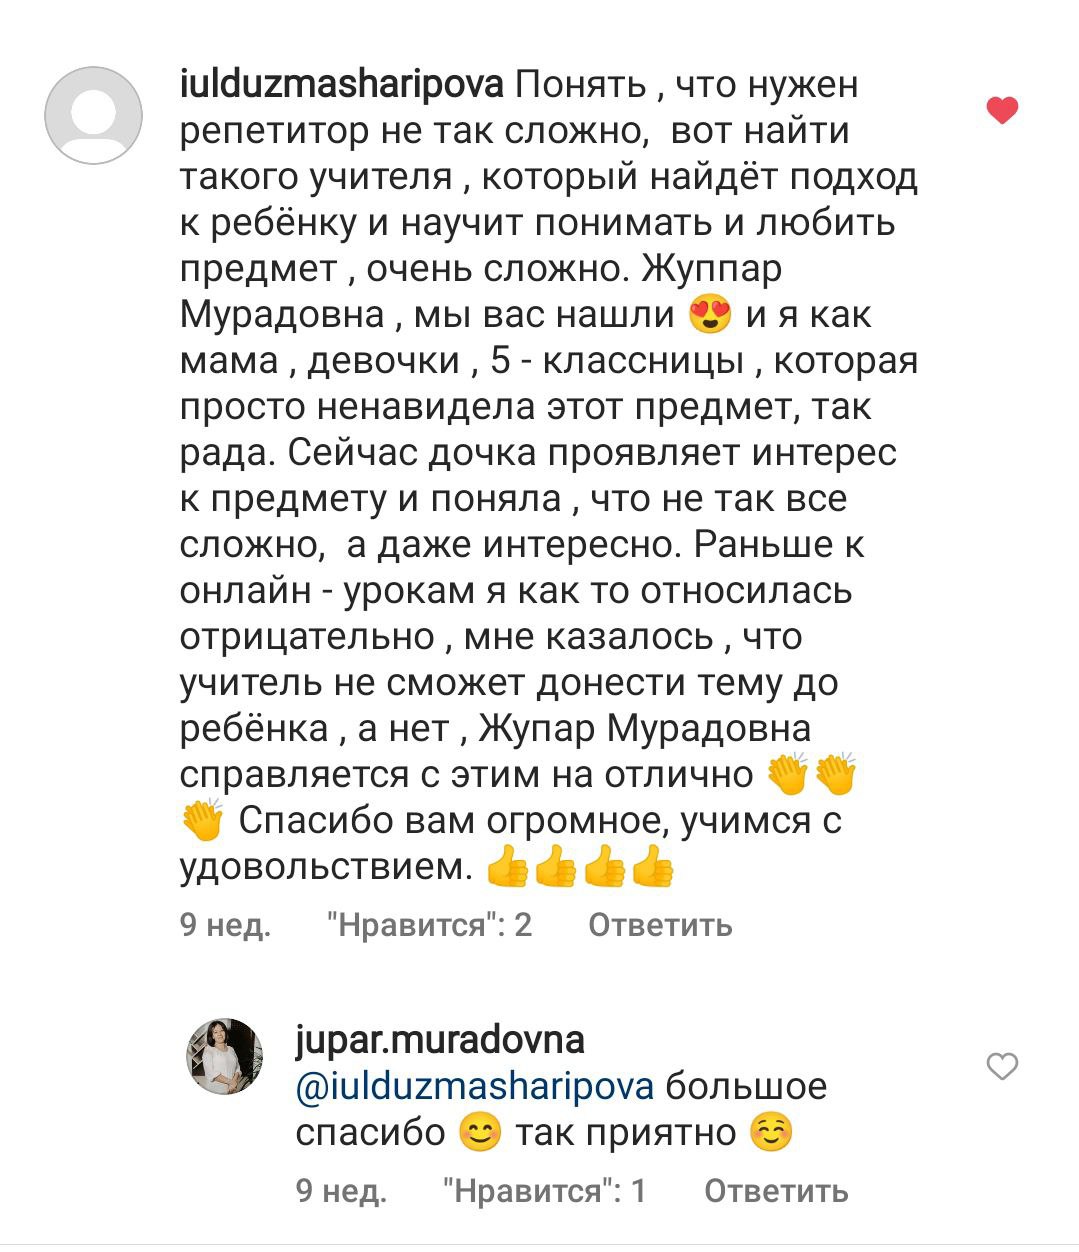 iulduzmasharipova Понять , что нужен
репетитор не так сложно,  вот найти
такого учителя , который найдёт подход
к ребёнку и научит понимать и любить
предмет , очень сложно. Жуппар
Мурадовна , мы вас нашли 😍 и я как
мама , девочки , 5 - классницы , которая
просто ненавидела этот предмет, так
рада. Сейчас дочка проявляет интерес
к предмету и поняла , что не так все
сложно,  а даже интересно. Раньше к
онлайн - урокам я как то относилась
отрицательно , мне казалось , что
учитель не сможет донести тему до
ребёнка , а нет , Жупар Мурадовна
справляется с этим на отлично 👏👏
👏 Спасибо вам огромное, учимся с
удовольствием. 👍👍👍👍
9 нед. "Нравится": 2 Ответить
jupar.muradovna
@iulduzmasharipova большое
спасибо 😊 так приятно ☺️
9 нед. "Нравится": 1 Ответить